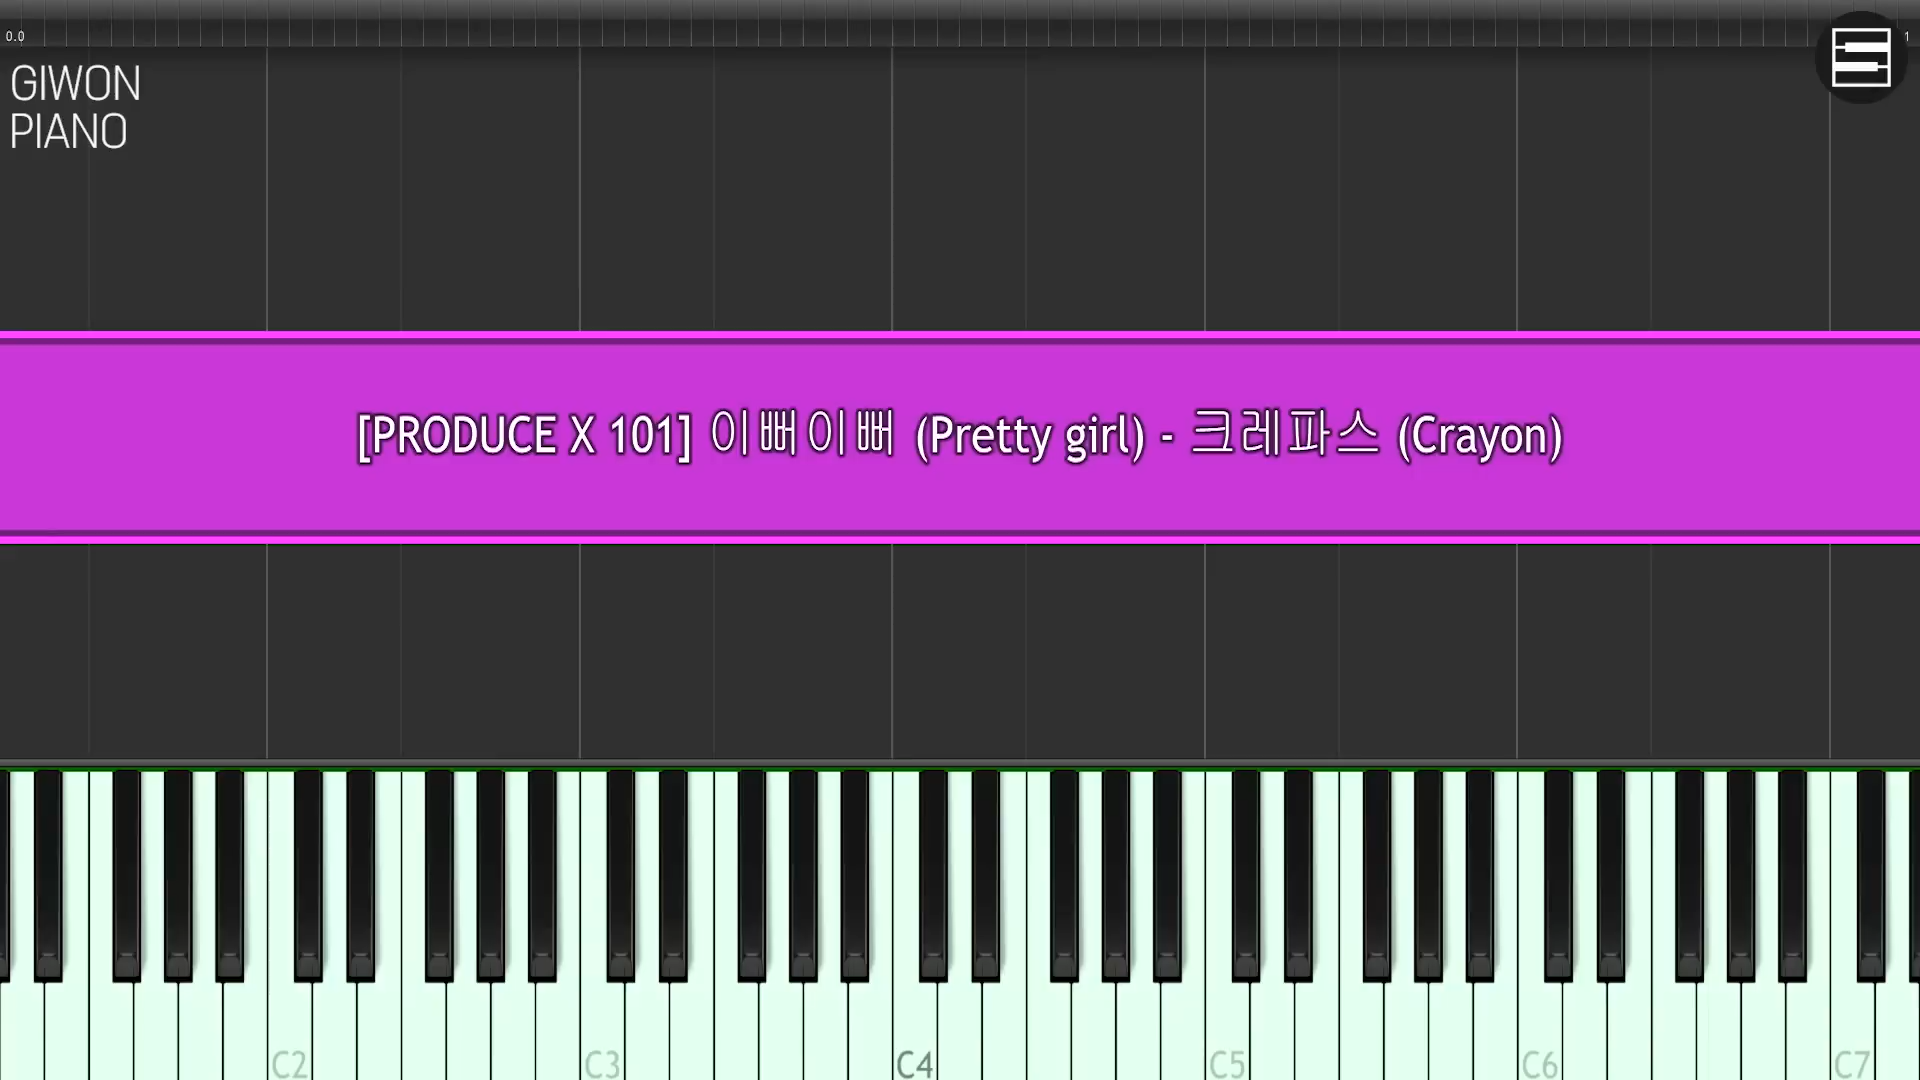 0.0
1
GIWON
PIANO
[PRODUCE X 101] 이뻐이뻐 (Pretty girl) - 크레파스 (Crayon)
C2 C3 C4 C5 C6 C7